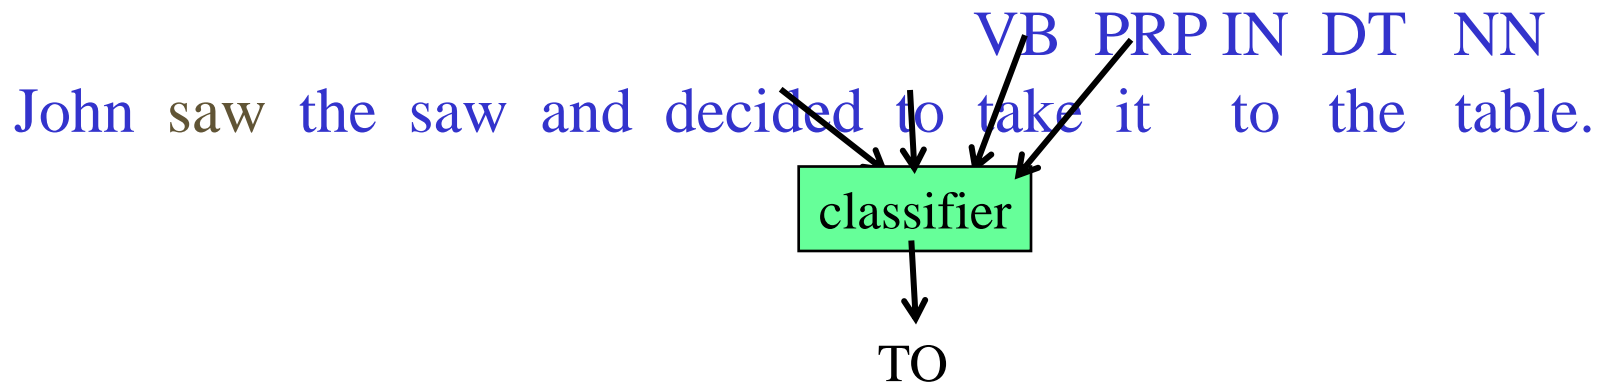 VB PRP IN DT NN
John saw the saw and decided to take it to the table.
classifier
TO